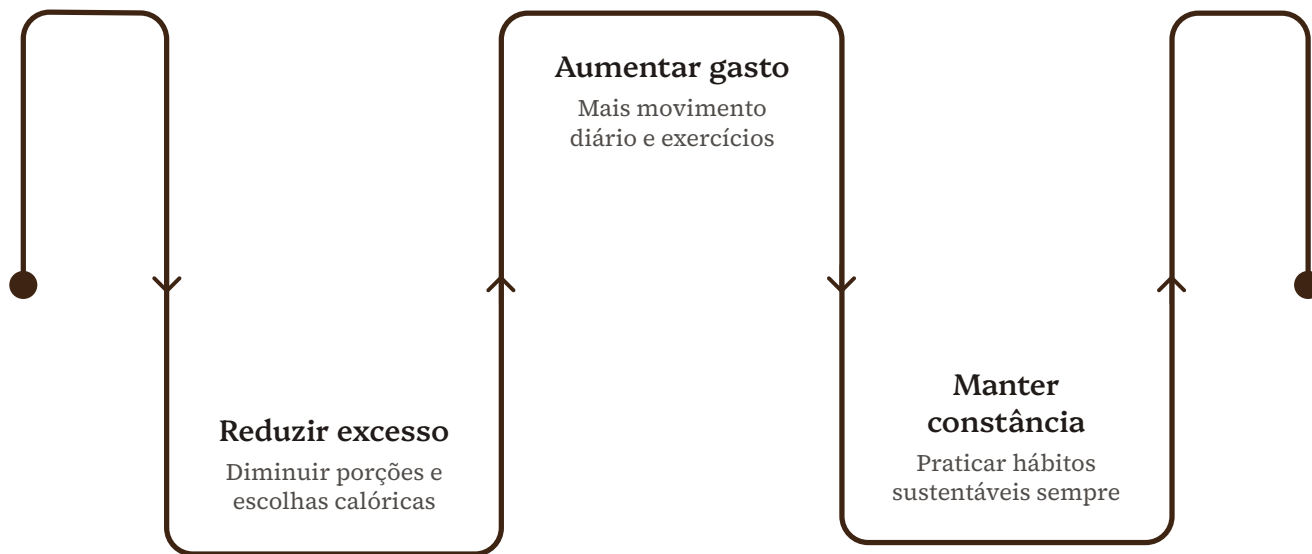 Reduzir excesso
Diminuir porções e
escolhas calóricas
Aumentar gasto
Mais movimento
diário e exercícios
Manter
constância
Praticar hábitos
sustentáveis sempre